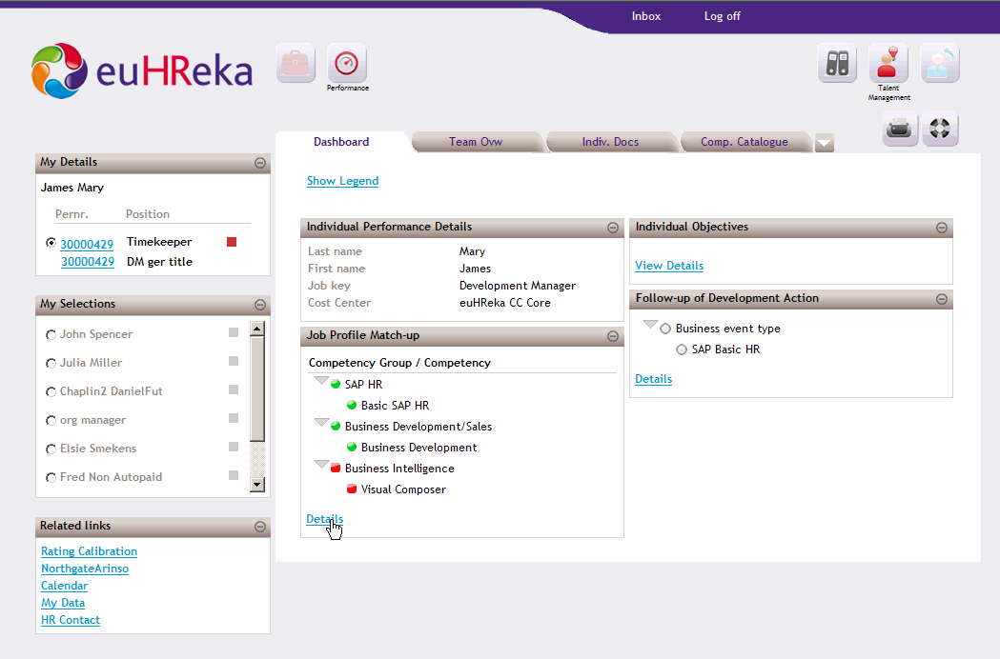 Inbox Log off
euHReka
Performance
Talent
Management
Dashboard Team Ovw Indiv. Docs Comp. Catalogue
My Details
James Mary
Pernr. Position
30000429 Timekeeper
30000429 DM ger title
My Selections
John Spencer
Julia Miller
Chaplin2 DanielFut
org manager
Elsie Smekens
Fred Non Autopaid
Related links
Rating Calibration
NorthgateArinso
Calendar
My Data
HR Contact
Show Legend
Individual Performance Details
Last name Mary
First name James
Job key Development Manager
Cost Center euHReka CC Core
Job Profile Match-up
Competency Group / Competency
SAP HR
Basic SAP HR
Business Development/Sales
Business Development
Business Intelligence
Visual Composer
Details
Individual Objectives
View Details
Follow-up of Development Action
Business event type
SAP Basic HR
Details